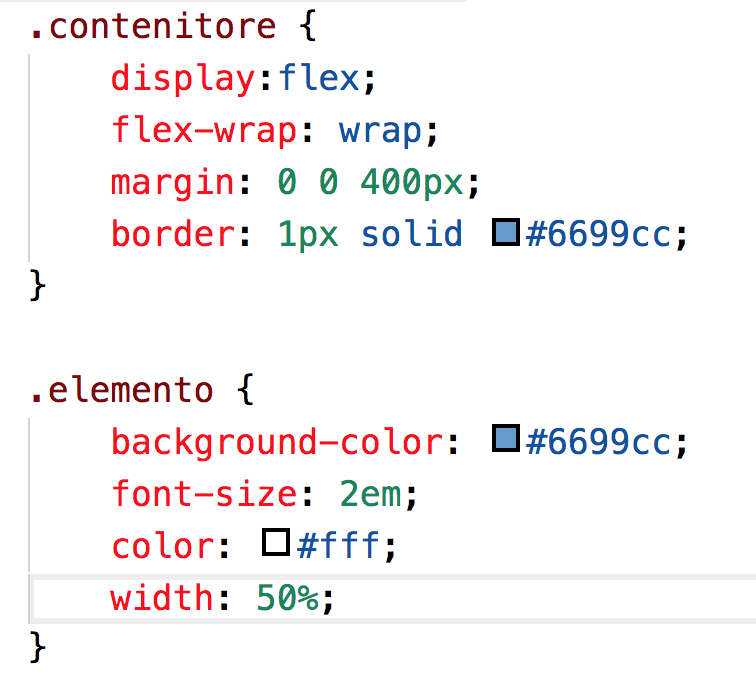 .contenitore {
display:flex;
flex-wrap: wrap;
margin: 0 0 400px;
border: 1px solid #6699cc;
}
.elemento {
background-color: #6699cc;
font-size: 2em;
color: #fff;
width: 50%;
}